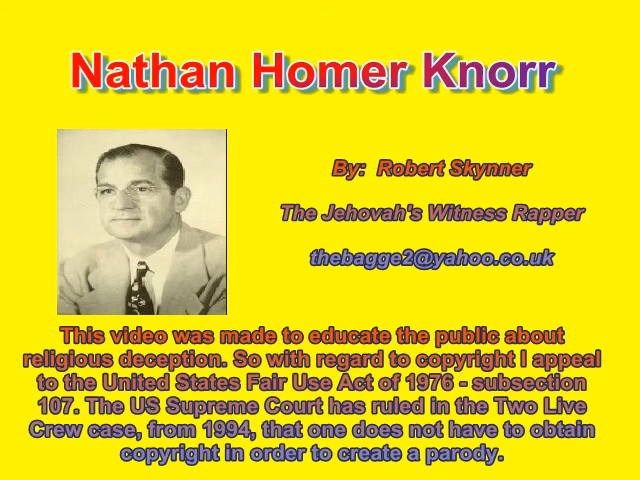 Nathan Homer Knorr
By:  Robert Skynner
The Jehovah's Witness Rapper
thebagge2@yahoo.co.uk
This video was made to educate the public about
religious deception. So with regard to copyright I appeal
to the United States Fair Use Act of 1976 - subsection
107. The US Supreme Court has ruled in the Two Live
Crew case, from 1994, that one does not have to obtain
copyright in order to create a parody.